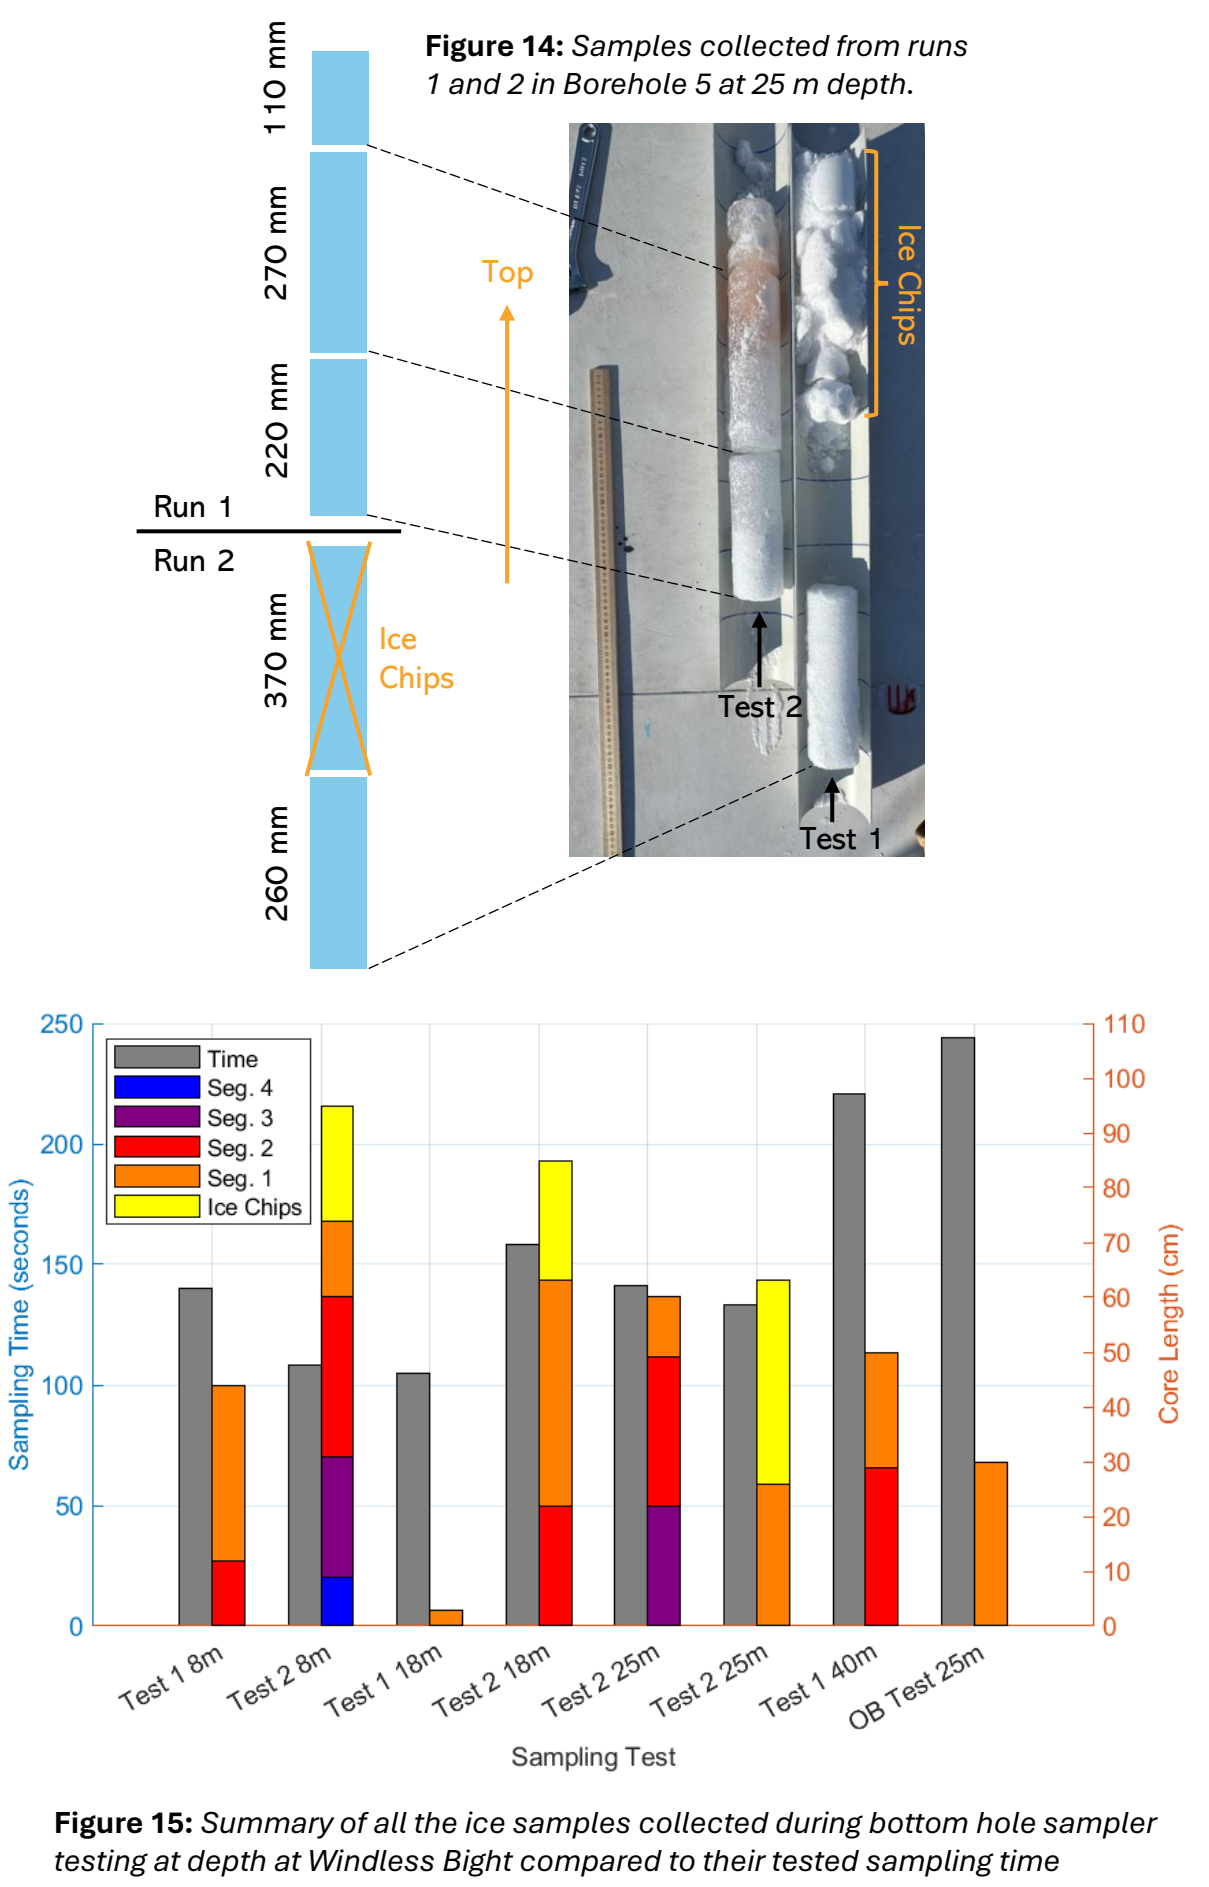 Figure 14: Samples collected from runs
1 and 2 in Borehole 5 at 25 m depth.
110 mm
270 mm
220 mm
Run 1
Run 2
370 mm
260 mm
Top
Ice
Chips
Ice Chips
Test 2
Test 1
250
200
150
100
50
0
Sampling Time (seconds)
Time
Seg. 4
Seg. 3
Seg. 2
Seg. 1
Ice Chips
110
100
90
80
70
60
50
40
30
20
10
0
Core Length (cm)
Test 1 8m
Test 2 8m
Test 1 18m
Test 2 18m
Test 2 25m
Test 2 25m
Test 1 40m
OB Test 25m
Sampling Test
Figure 15: Summary of all the ice samples collected during bottom hole sampler
testing at depth at Windless Bight compared to their tested sampling time